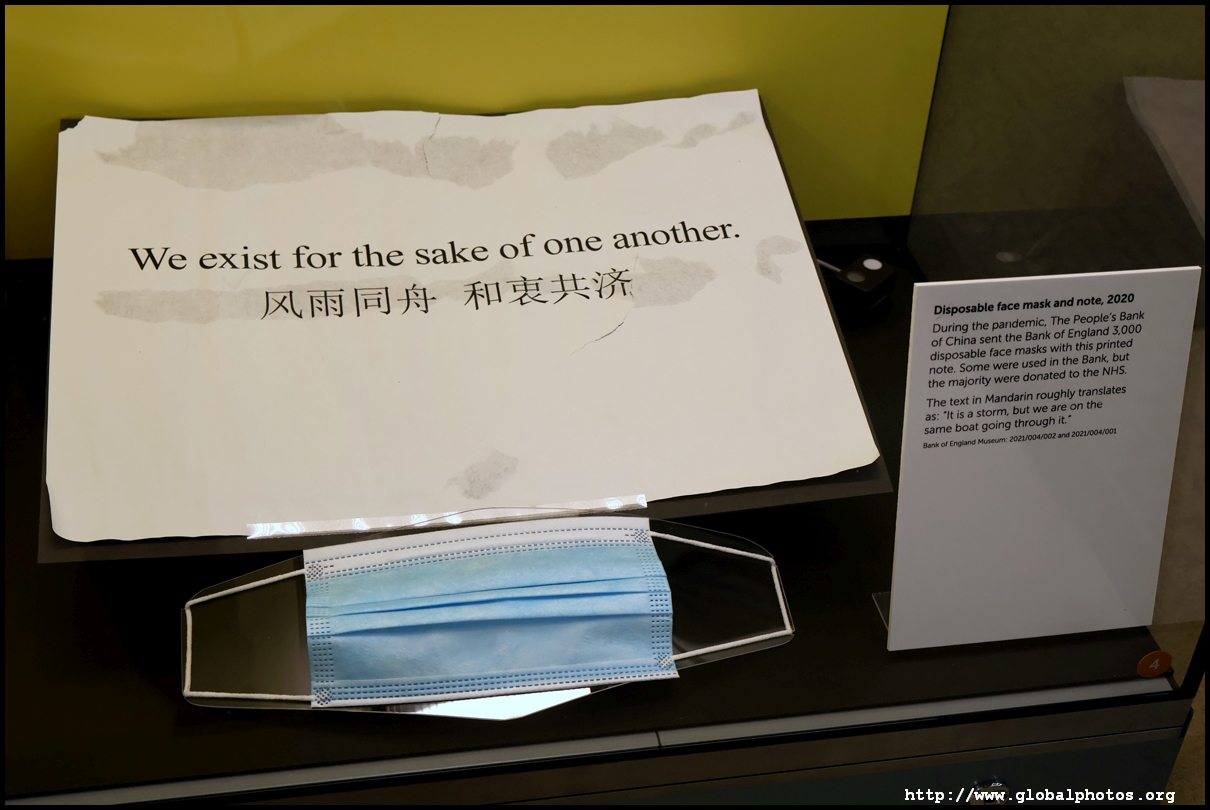 We exist for the sake of one another.
风雨同舟 和衷共济
Disposable face mask and note, 2020
During the pandemic, The People's Bank
of China sent the Bank of England 3,000
disposable face masks with this printed
note. Some were used in the Bank, but
the majority were donated to the NHS.
The text in Mandarin roughly translates
as: "It is a storm, but we are on the
same boat going through it."
Bank of England Museum: 2021/004/002 and 2021/004/001
4
http://www.globalphotos.org